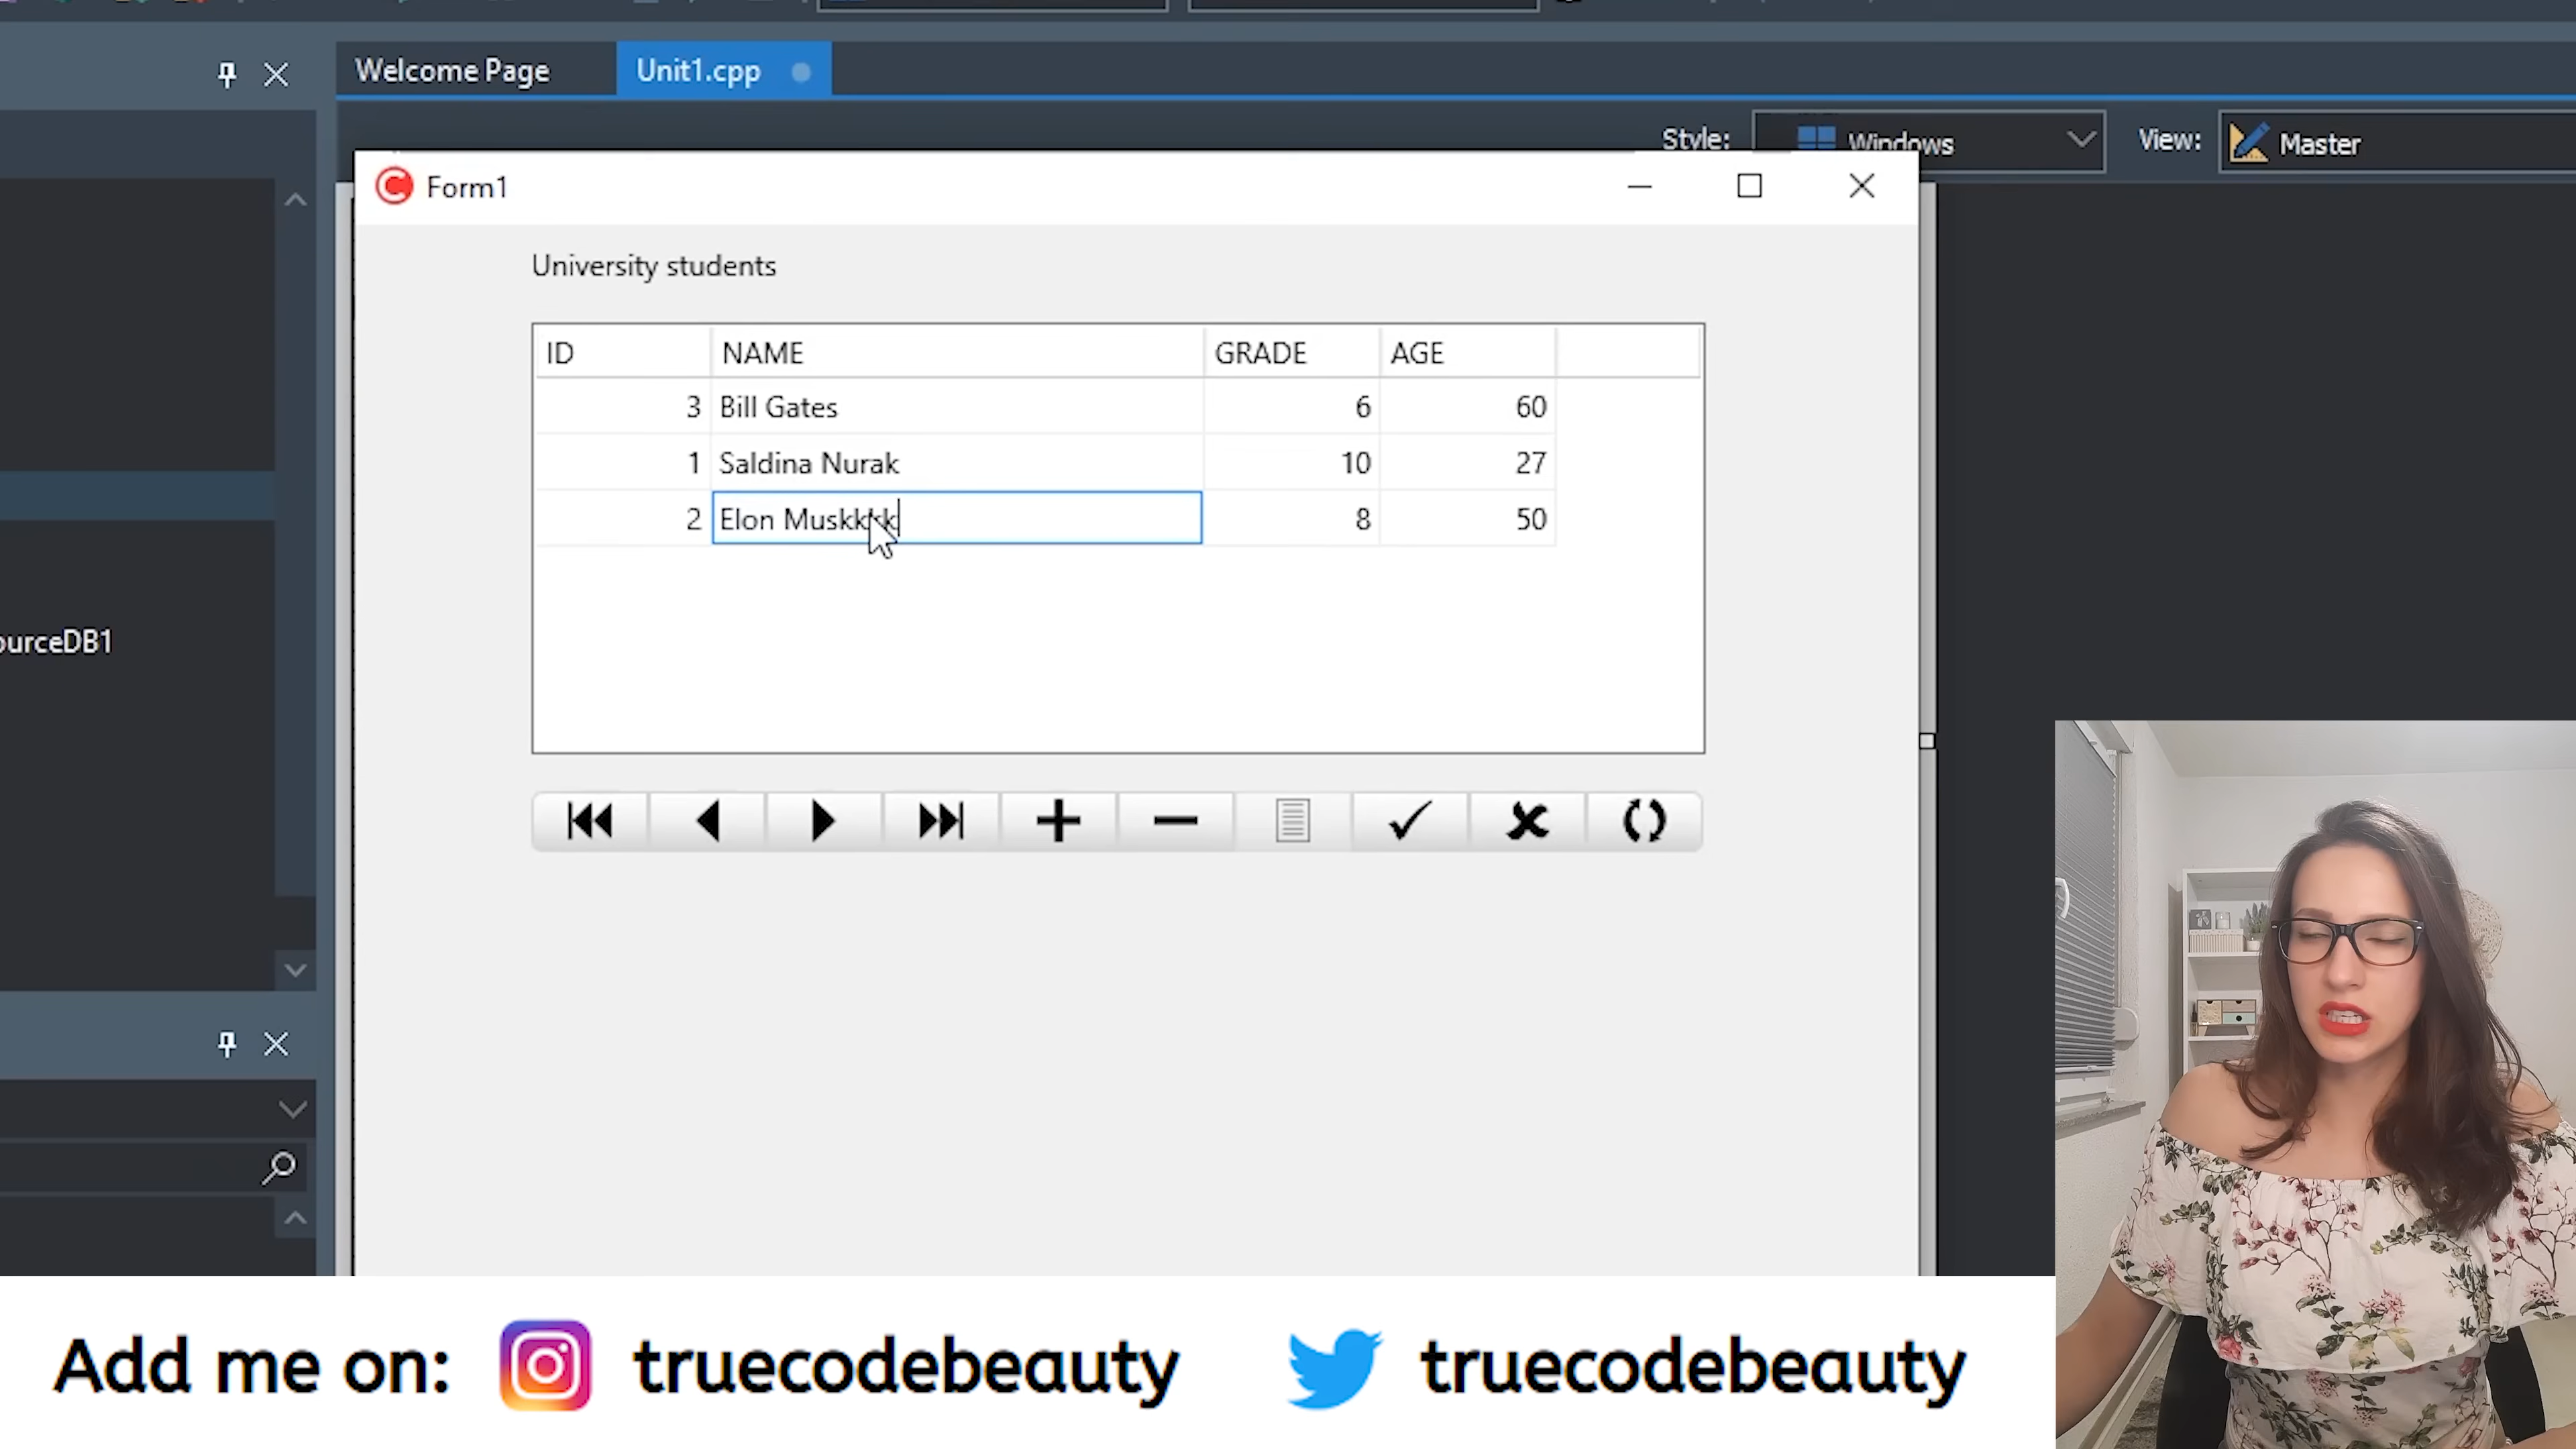 Welcome Page
Unit1.cpp
Style:
Windows
View:
Master
Form1
University students
ID NAME GRADE AGE
3 Bill Gates 6 60
1 Saldina Nurak 10 27
2 Elon Muskkkk 8 50
ourceDB1
Add me on: truecodebeauty truecodebeauty